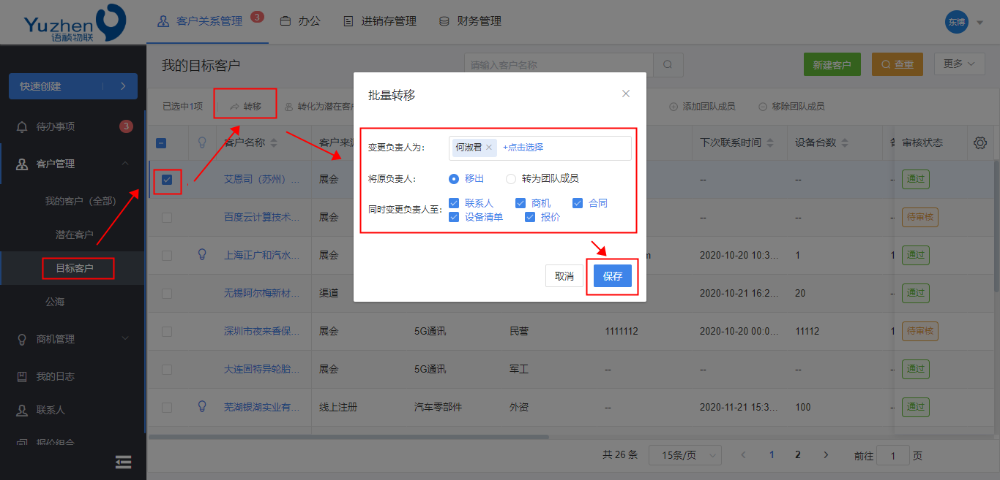 Yuzhen
语祯物联
客户关系管理 3
办公
进销存管理
财务管理
东博
快速创建
待办事项 3
客户管理
我的客户（全部）
潜在客户
目标客户
公海
商机管理
我的日志
联系人
报价组合
我的目标客户
请输入客户名称
新建客户
查重
更多
已选中1项
转移
转化为潜在客户
添加团队成员
移除团队成员
客户名称
客户来源
下次联系时间
设备台数
审核状态
艾恩司（苏州）...
展会
--
--
通过
百度云计算技术...
展会
--
--
待审核
上海正广和汽水...
展会
2020-10-20 10:3...
1
通过
无锡阿尔梅新材...
渠道
2020-10-21 16:2...
20
通过
深圳市夜来香保...
展会
5G通讯
民营
1111112
2020-10-20 00:0...
11112
待审核
大连固特异轮胎...
展会
5G通讯
军工
--
--
--
通过
芜湖银湖实业有...
线上注册
汽车零部件
外资
--
2020-11-21 15:3...
100
通过
共 26 条
15条/页
1
2
前往 1 页
批量转移
变更负责人为：
何淑君
+点击选择
将原负责人：
移出
转为团队成员
同时变更负责人至：
联系人
商机
合同
设备清单
报价
取消
保存